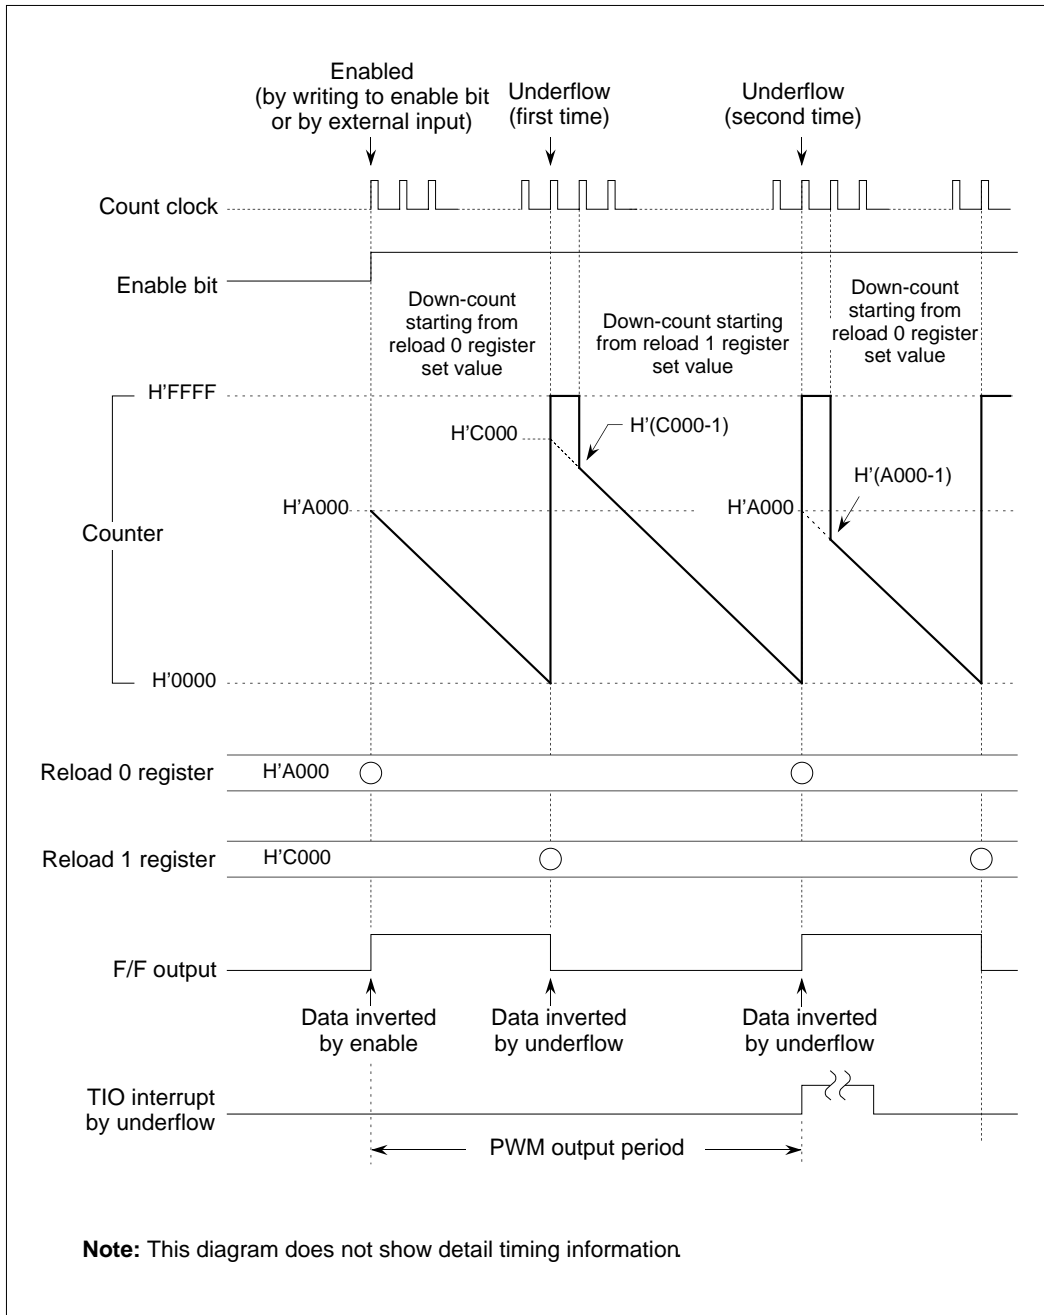 Enabled
(by writing to enable bit
or by external input)
Underflow
(first time)
Underflow
(second time)
Count clock
Enable bit
Down-count
starting from
reload 0 register
set value
Down-count starting
from reload 1 register
set value
Down-count
starting from
reload 0 register
set value
H'FFFF
H'C000
H'(C000-1)
H'(A000-1)
H'A000
H'A000
Counter
H'0000
Reload 0 register
H'A000
Reload 1 register
H'C000
F/F output
Data inverted
by enable
Data inverted
by underflow
Data inverted
by underflow
TIO interrupt
by underflow
PWM output period
Note: This diagram does not show detail timing information.